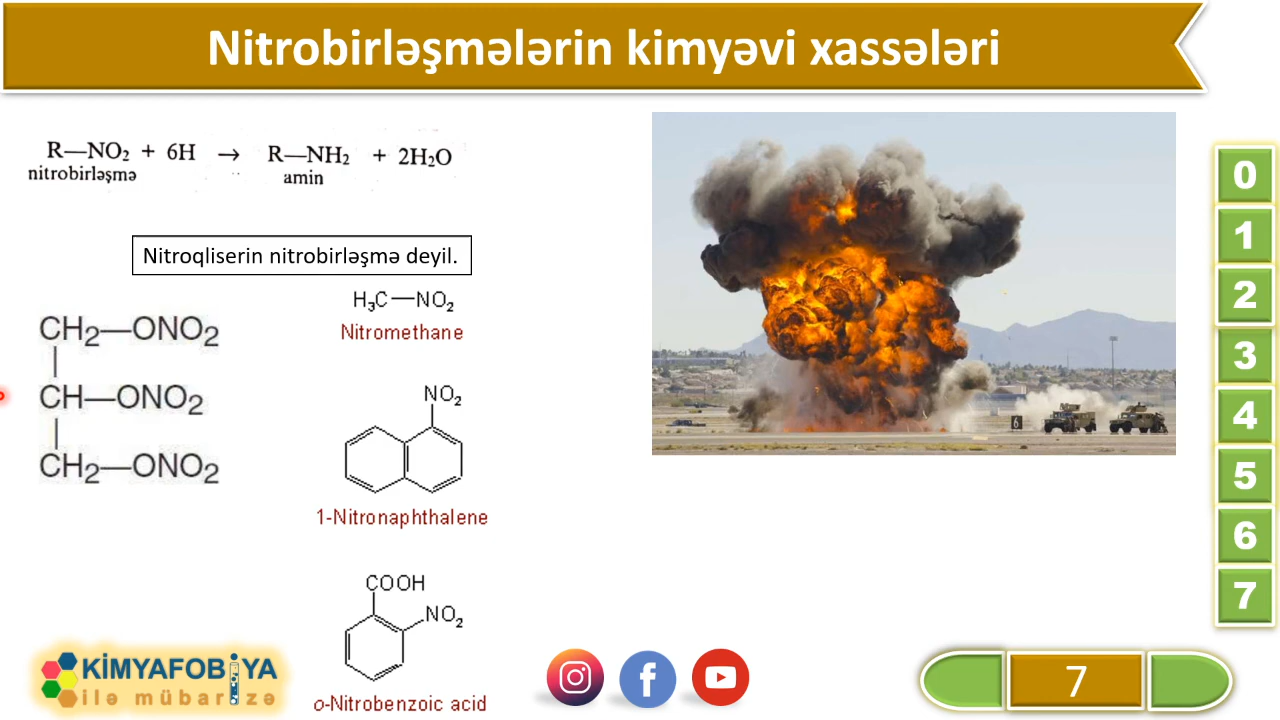 Nitrobirləşmələrin kimyəvi xassələri
R—NO₂ + 6H → R—NH₂ + 2H₂O
nitrobirləşmə amin
Nitroqliserin nitrobirləşmə deyil.
CH₂—ONO₂
CH—ONO₂
CH₂—ONO₂
H₃C—NO₂
Nitromethane
NO₂
1-Nitronaphthalene
COOH
NO₂
o-Nitrobenzoic acid
6
0
1
2
3
4
5
6
7
KİMYAFOBİYA
ilə mübarizə
7